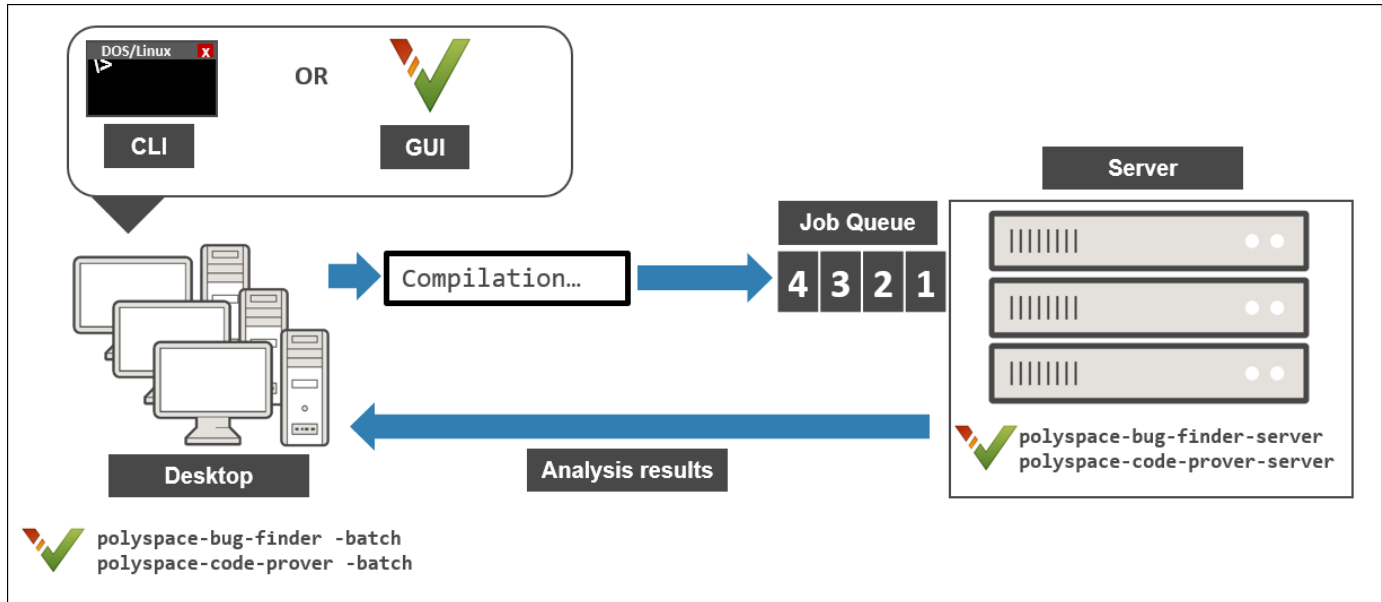 DOS/Linux x
\>
OR
CLI
GUI
Server
Job Queue
4 3 2 1
Compilation…
polyspace-bug-finder-server
polyspace-code-prover-server
Analysis results
Desktop
polyspace-bug-finder -batch
polyspace-code-prover -batch